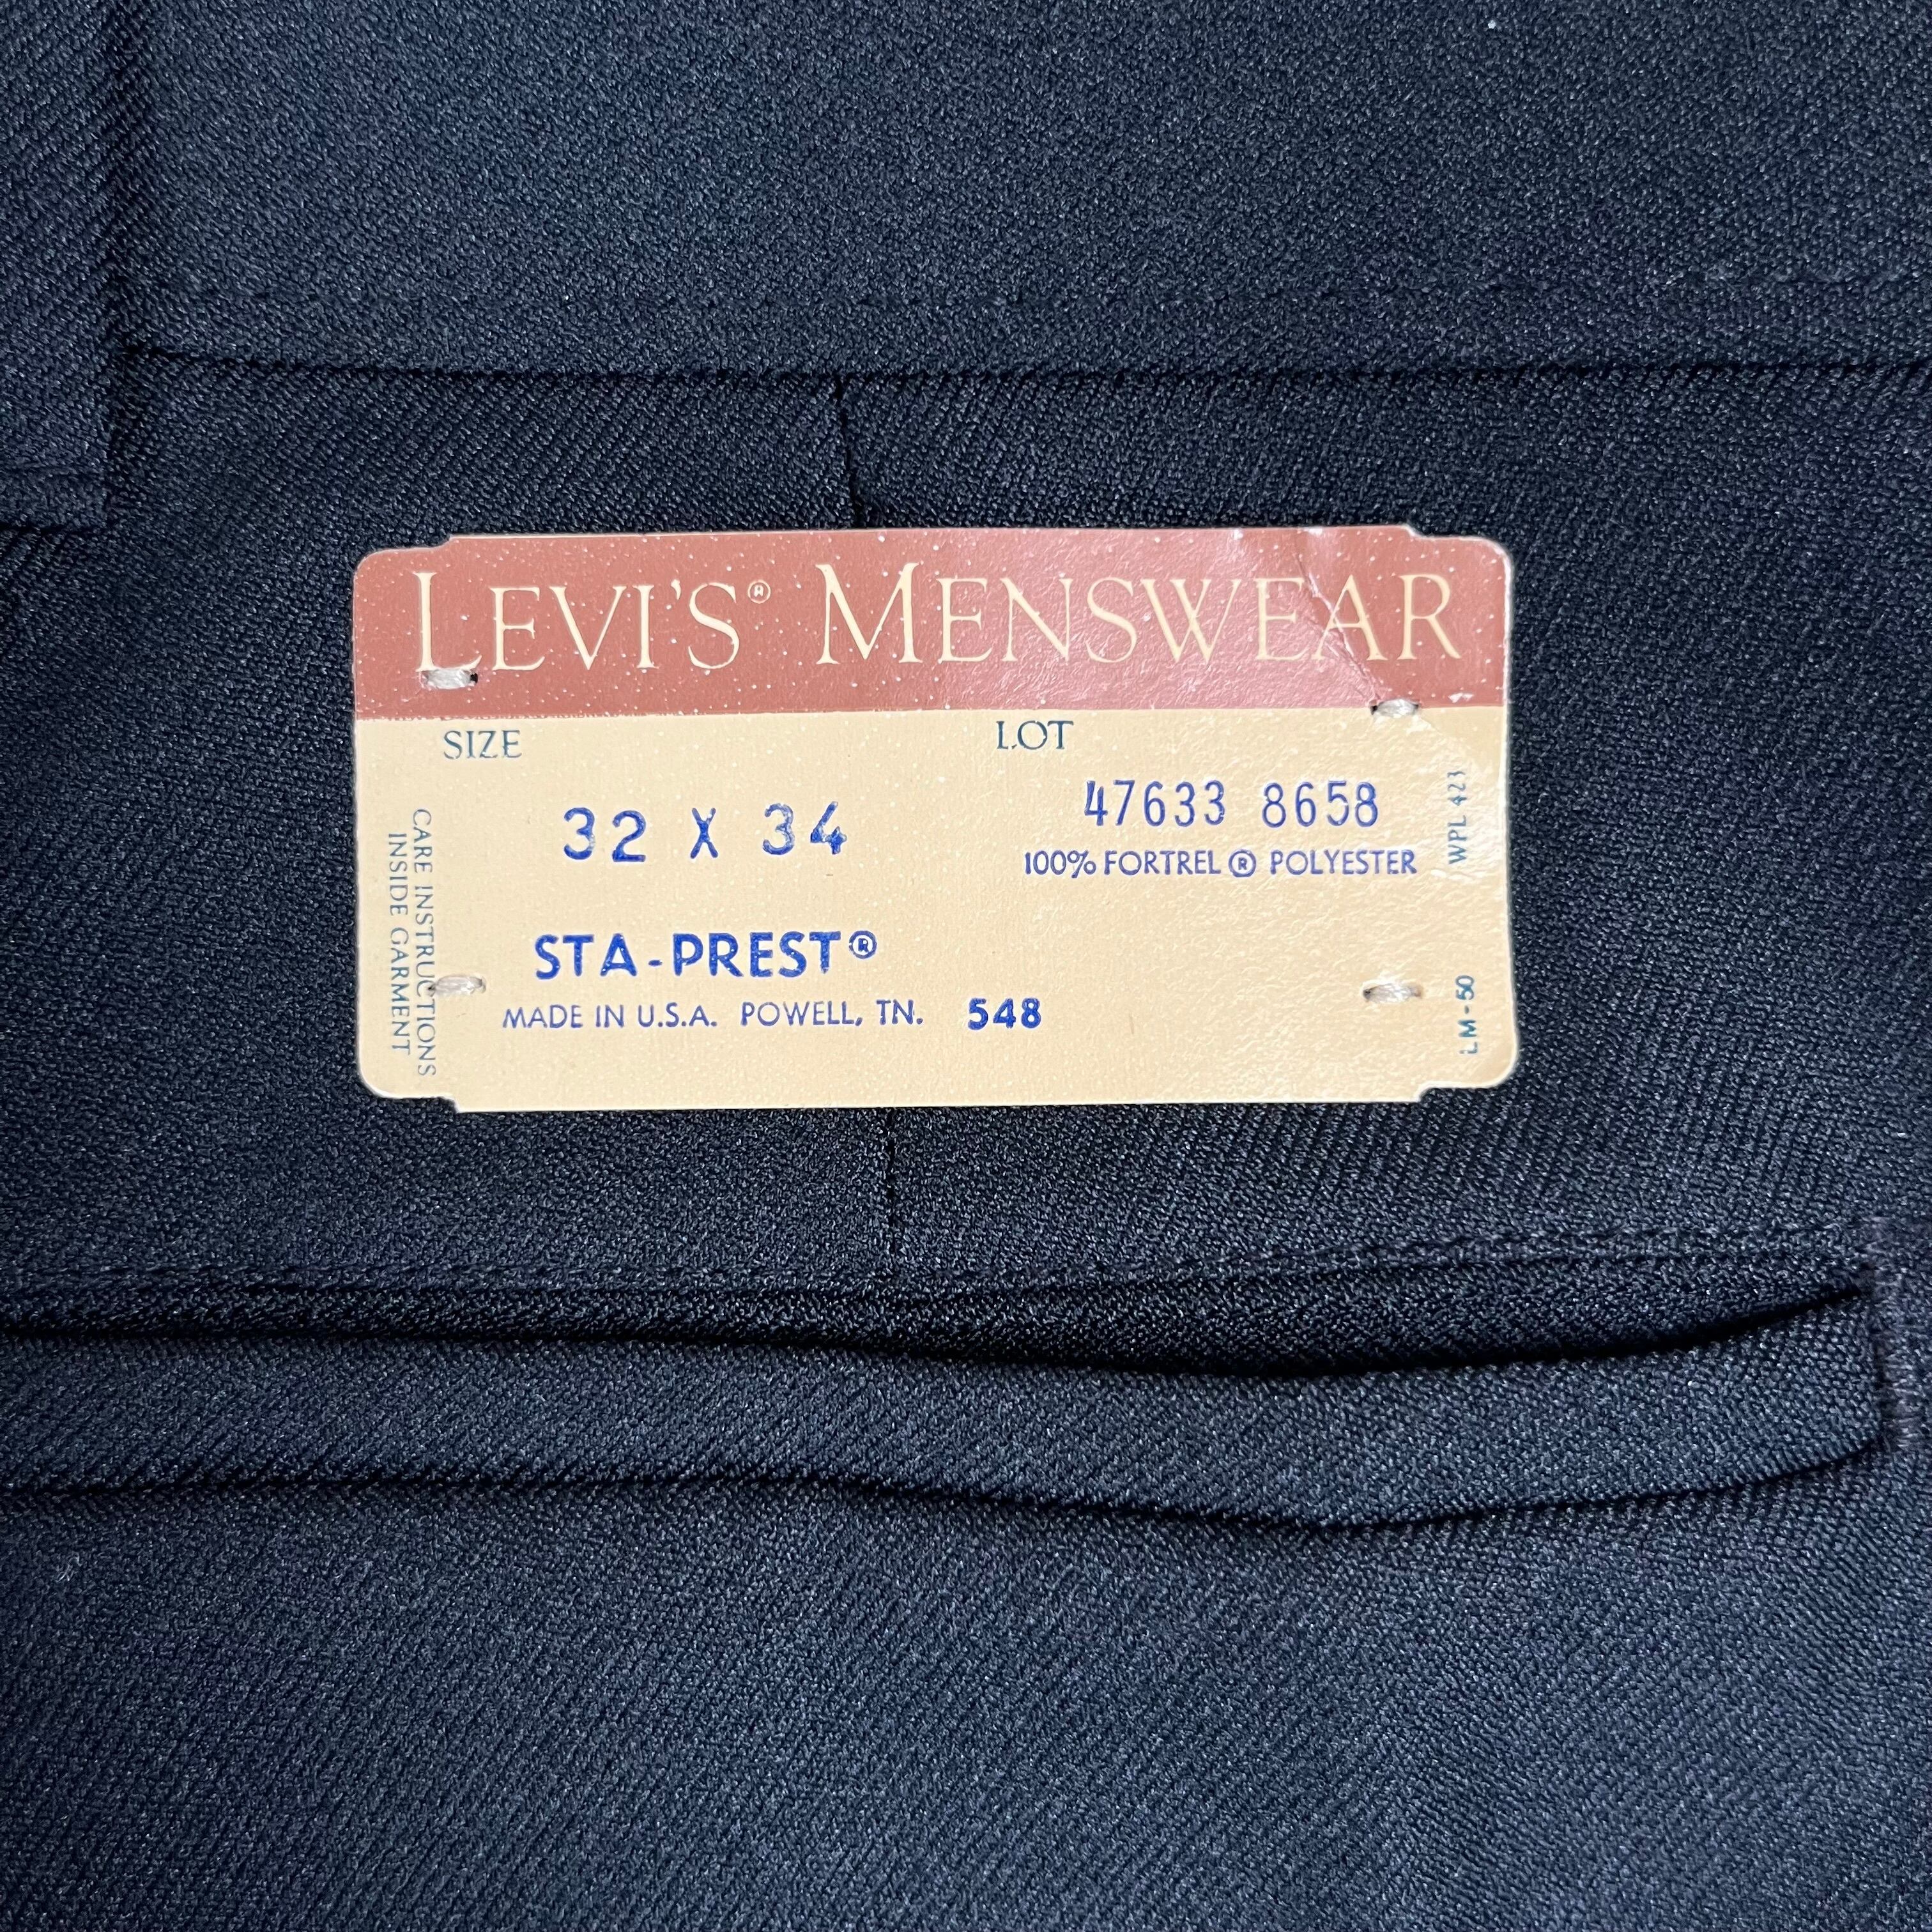 LEVI'S® MENSWEAR
SIZE
LOT
32 X 34
47633 8658
100% FORTREL® POLYESTER
STA-PREST®
MADE IN U.S.A. POWELL, TN. 548
CARE INSTRUCTIONS
INSIDE GARMENT
WPL 423
LM-50